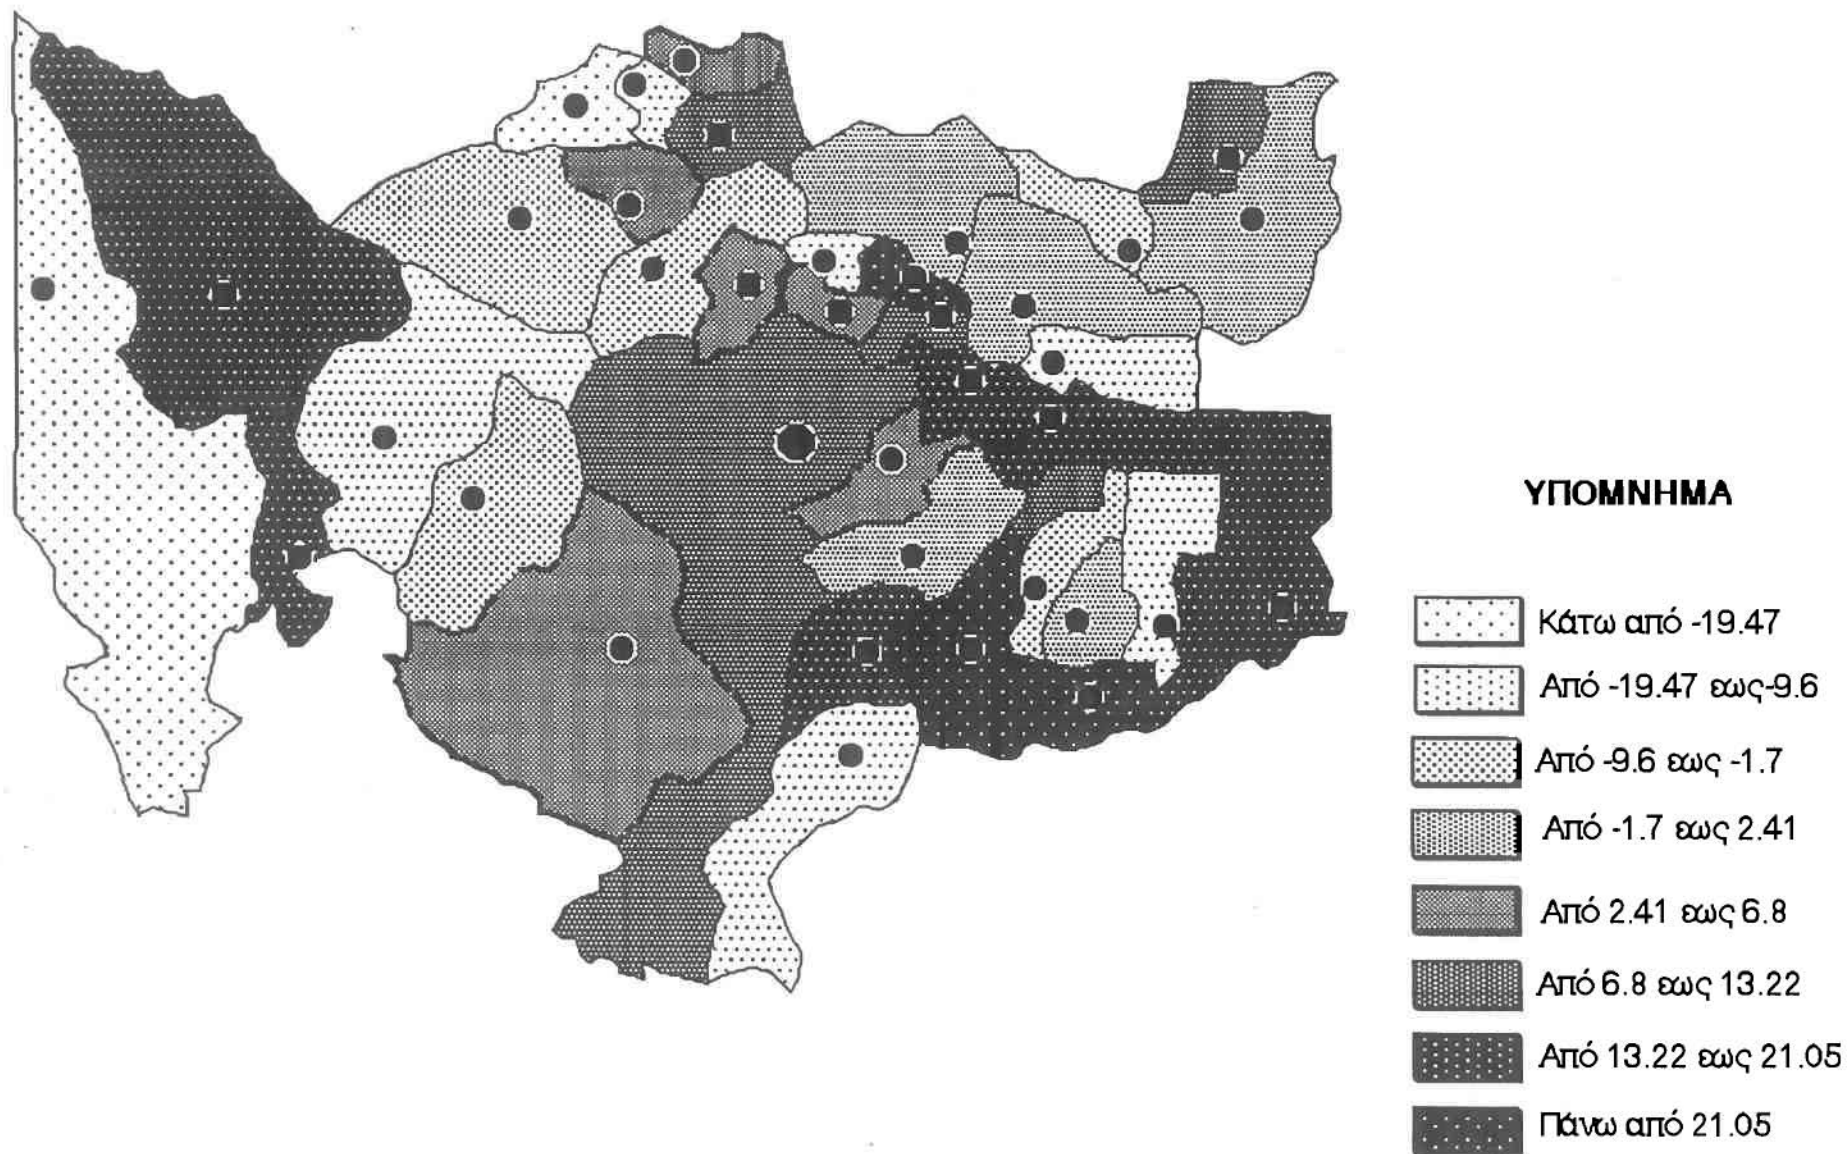 ΥΠΟΜΝΗΜΑ
Κάτω από -19.47
Από -19.47 εως-9.6
Από -9.6 εως -1.7
Από -1.7 εως 2.41
Από 2.41 εως 6.8
Από 6.8 εως 13.22
Από 13.22 εως 21.05
Πάνω από 21.05